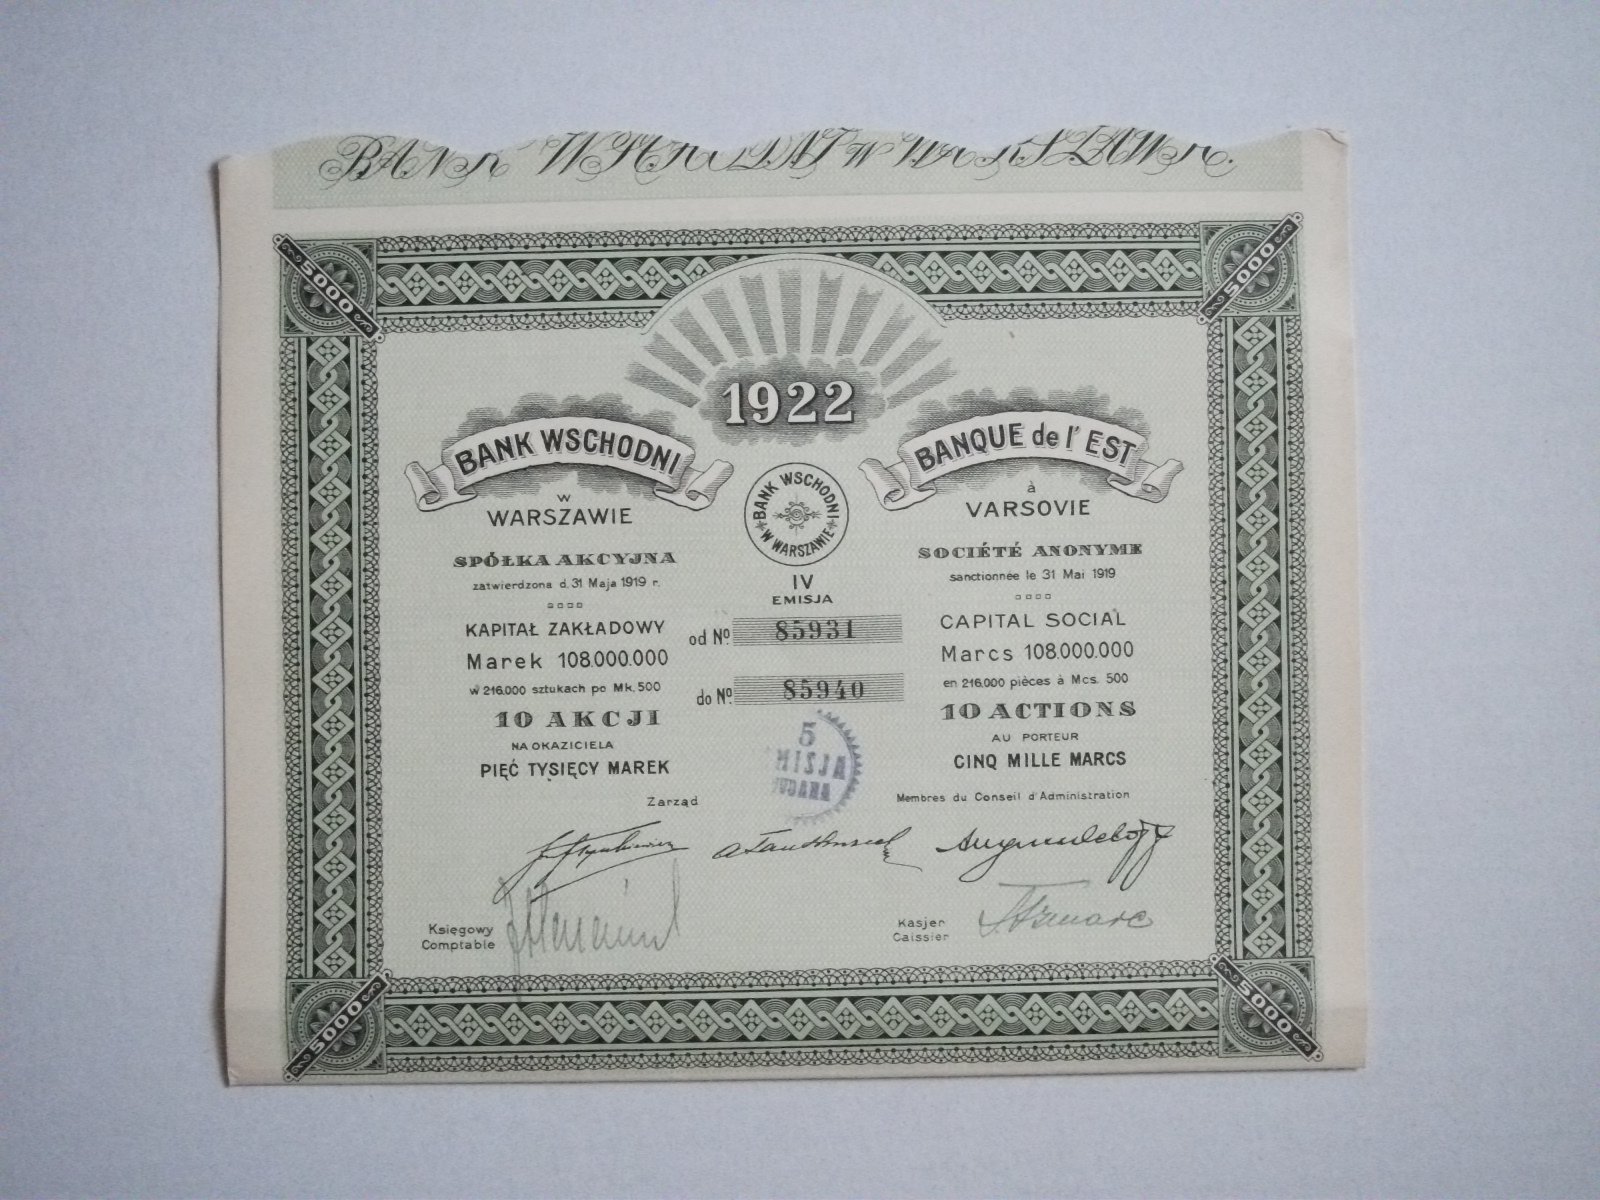 BANK WSCHODNI W WARSZAWIE.
5000
5000
1922
BANK WSCHODNI
w
WARSZAWIE
SPÓŁKA AKCYJNA
zatwierdzona d. 31 Maja 1919 r.
KAPITAŁ ZAKŁADOWY
Marek 108.000.000
w 216.000 sztukach po Mk. 500
10 AKCJI
NA OKAZICIELA
PIĘĆ TYSIĘCY MAREK
BANK WSCHODNI
W WARSZAWIE
IV
EMISJA
od Nº 85931
do Nº 85940
5
BANQUE de l'EST
à
VARSOVIE
SOCIÉTÉ ANONYME
sanctionnée le 31 Mai 1919
CAPITAL SOCIAL
Marcs 108.000.000
en 216.000 pièces à Mcs. 500
10 ACTIONS
AU PORTEUR
CINQ MILLE MARCS
Zarząd
Membres du Conseil d'Administration
Księgowy
Comptable
Kasjer
Caissier
5000
5000